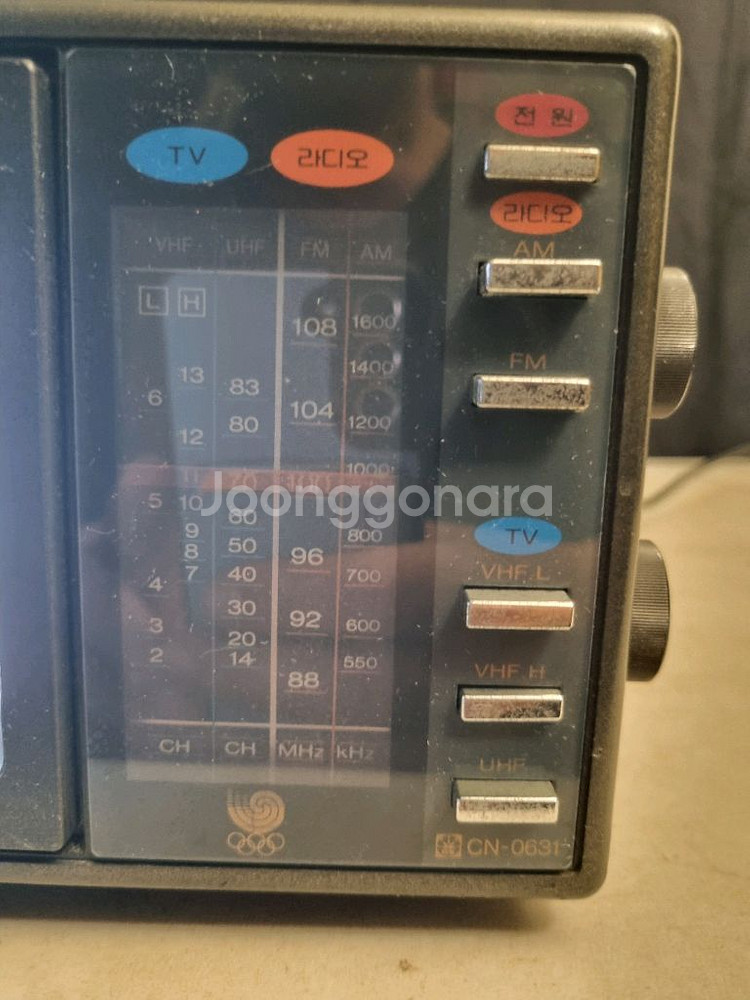 TV 라디오
전 원
라디오
AM
VHF UHF FM AM
L H
108 1600
FM
13 83 1400
6
80 104 1200
12
1000
Joonggonara
5 10 60
9 50 96 800
8
7 40 700
4
TV
VHF L
30 92 600
3
20
2 14 88 550
VHF H
CH CH MHz kHz
UHF
CN-0631